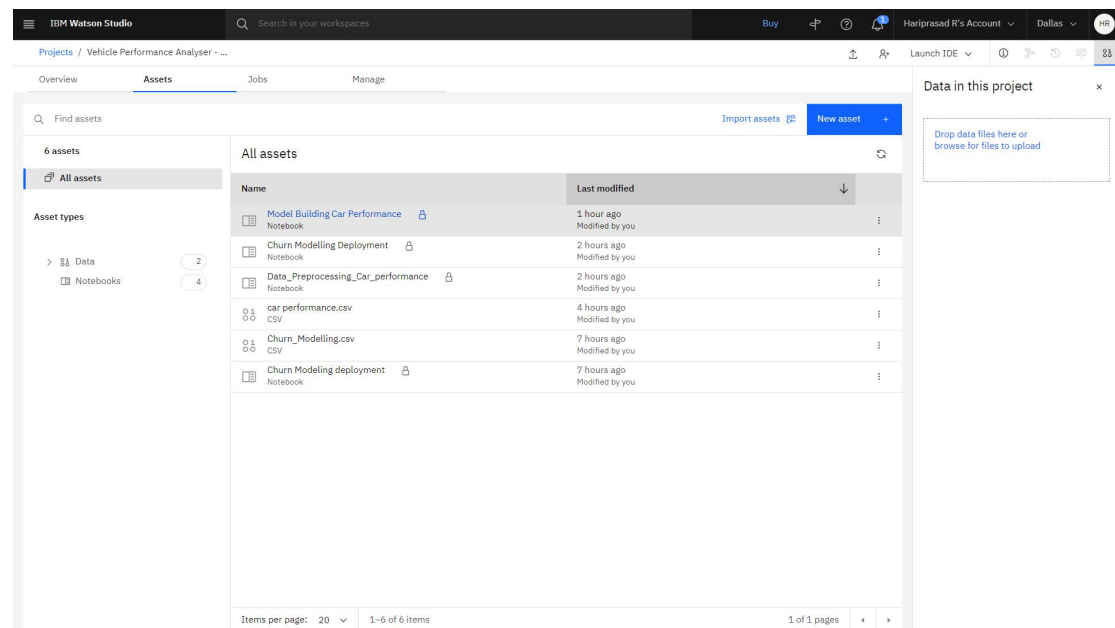 IBM Watson Studio
Search in your workspaces
Buy
1
Hariprasad R's Account
Dallas
HR
Projects / Vehicle Performance Analyser - ...
Launch IDE
Overview
Assets
Jobs
Manage
Data in this project
Find assets
Import assets
New asset +
Drop data files here or
browse for files to upload
6 assets
All assets
All assets
Name
Last modified
Asset types
Data 2
Notebooks 4
Model Building Car Performance
Notebook
1 hour ago
Modified by you
Churn Modelling Deployment
Notebook
2 hours ago
Modified by you
Data_Preprocessing_Car_performance
Notebook
2 hours ago
Modified by you
car performance.csv
CSV
4 hours ago
Modified by you
Churn_Modelling.csv
CSV
7 hours ago
Modified by you
Churn Modeling deployment
Notebook
7 hours ago
Modified by you
Items per page: 20
1–6 of 6 items
1 of 1 pages